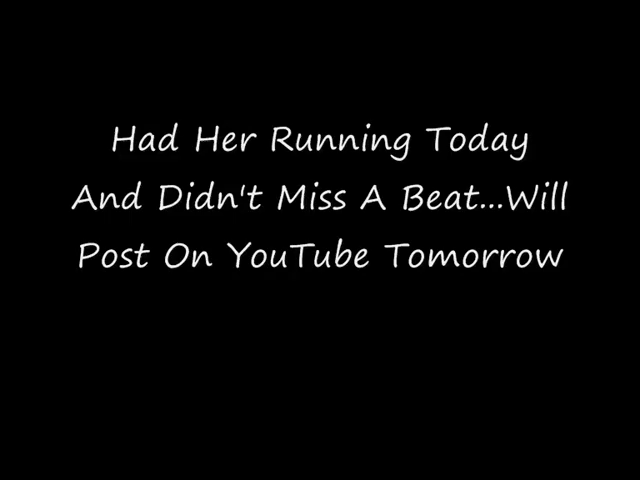 Had Her Running Today
And Didn't Miss A Beat...Will
Post On YouTube Tomorrow